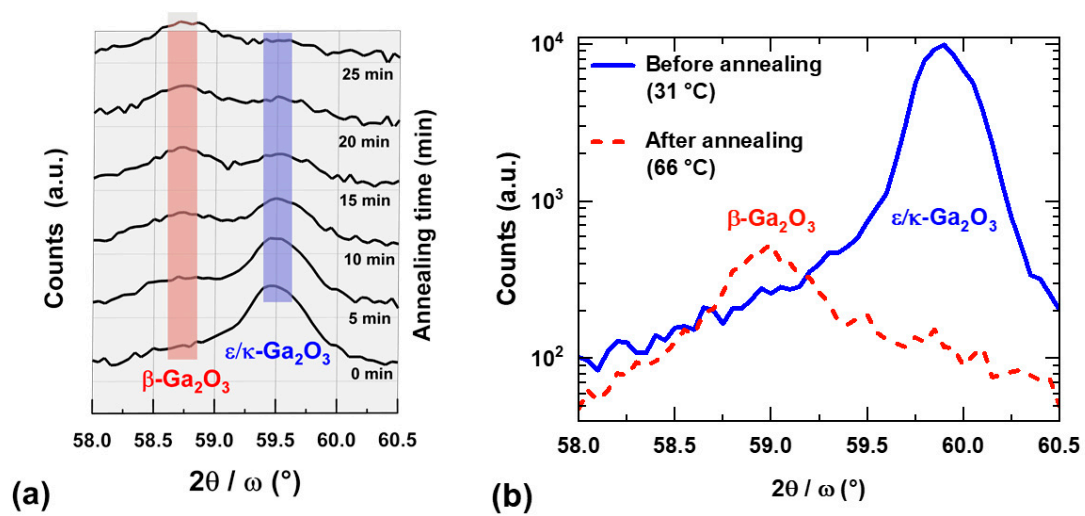 (a)
Counts (a.u.)
25 min
20 min
15 min
10 min
5 min
0 min
ε/κ-Ga2O3
β-Ga2O3
Annealing time (min)
58.0 58.5 59.0 59.5 60.0 60.5
2θ / ω (°)
(b)
Counts (a.u.)
10⁴
10³
10²
Before annealing
(31 °C)
After annealing
(66 °C)
β-Ga2O3
ε/κ-Ga2O3
58.0 58.5 59.0 59.5 60.0 60.5
2θ / ω (°)